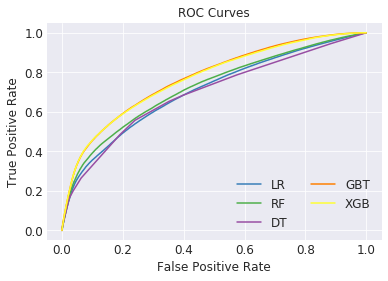 ROC Curves
True Positive Rate
1.0
0.8
0.6
0.4
0.2
0.0
LR
RF
DT
GBT
XGB
0.0 0.2 0.4 0.6 0.8 1.0
False Positive Rate